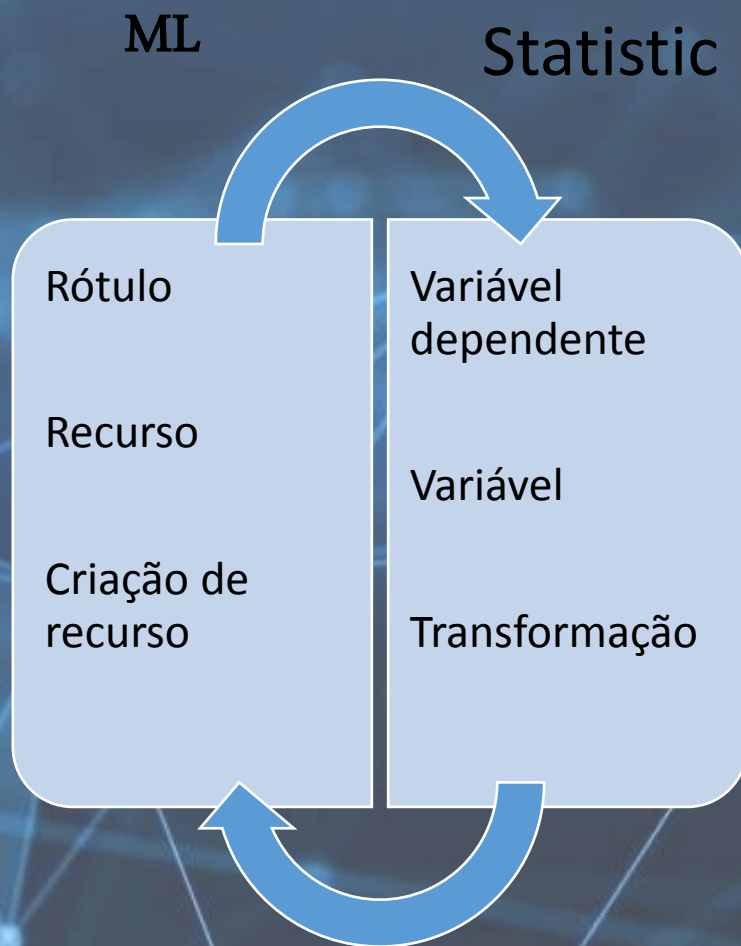 ML
Statistic
Rótulo
Recurso
Criação de
recurso
Variável
dependente
Variável
Transformação